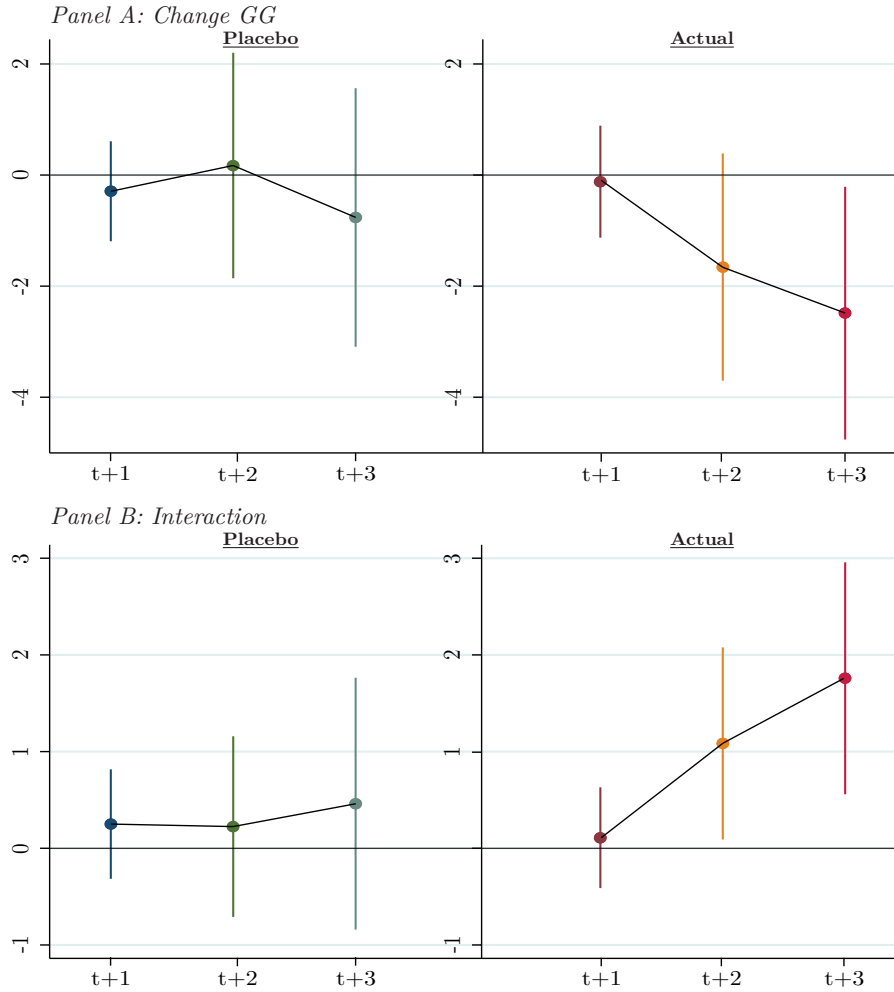 Panel A: Change GG
Placebo Actual
2 2
0
-2 -2
-4 -4
t+1 t+2 t+3 t+1 t+2 t+3
Panel B: Interaction
Placebo Actual
3 3
2 2
1 1
0 0
-1 -1
t+1 t+2 t+3 t+1 t+2 t+3